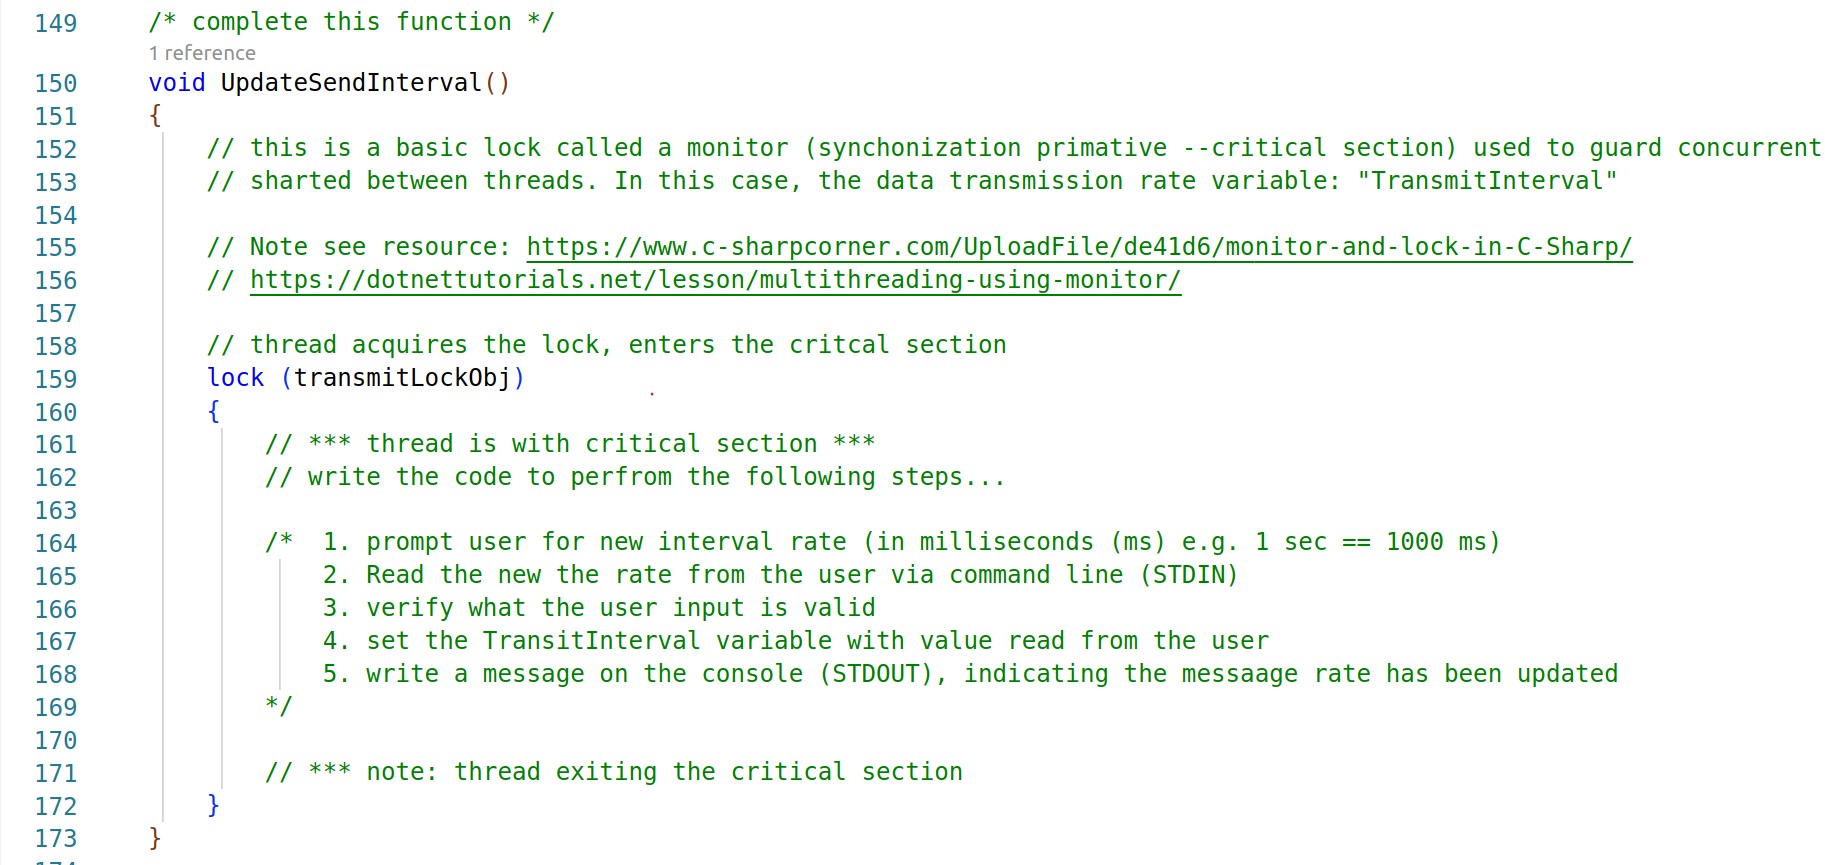 149 /* complete this function */
1 reference
150 void UpdateSendInterval()
151 {
152 // this is a basic lock called a monitor (synchonization primative --critical section) used to guard concurrent
153 // sharted between threads. In this case, the data transmission rate variable: "TransmitInterval"
154
155 // Note see resource: https://www.c-sharpcorner.com/UploadFile/de41d6/monitor-and-lock-in-C-Sharp/
156 // https://dotnettutorials.net/lesson/multithreading-using-monitor/
157
158 // thread acquires the lock, enters the critcal section
159 lock (transmitLockObj)
160 {
161 // *** thread is with critical section ***
162 // write the code to perfrom the following steps...
163
164 /* 1. prompt user for new interval rate (in milliseconds (ms) e.g. 1 sec == 1000 ms)
165 2. Read the new the rate from the user via command line (STDIN)
166 3. verify what the user input is valid
167 4. set the TransitInterval variable with value read from the user
168 5. write a message on the console (STDOUT), indicating the messaage rate has been updated
169 */
170
171 // *** note: thread exiting the critical section
172 }
173 }